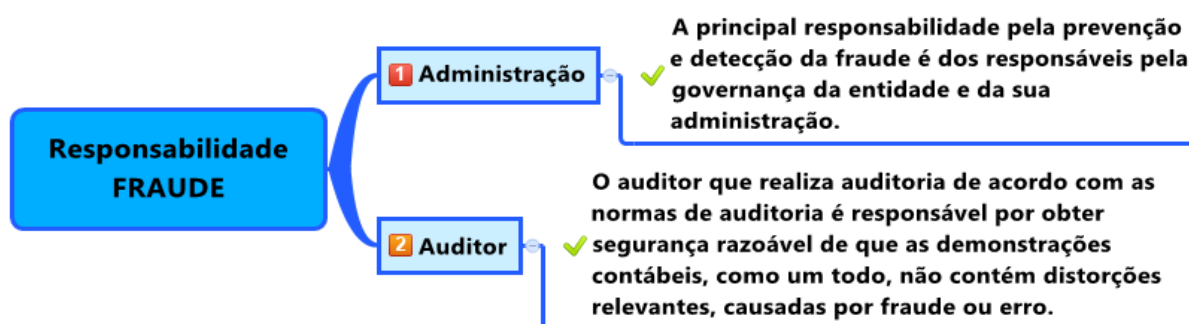 Responsabilidade
FRAUDE
1 Administração
A principal responsabilidade pela prevenção
e detecção da fraude é dos responsáveis pela
governança da entidade e da sua
administração.
2 Auditor
O auditor que realiza auditoria de acordo com as
normas de auditoria é responsável por obter
segurança razoável de que as demonstrações
contábeis, como um todo, não contém distorções
relevantes, causadas por fraude ou erro.